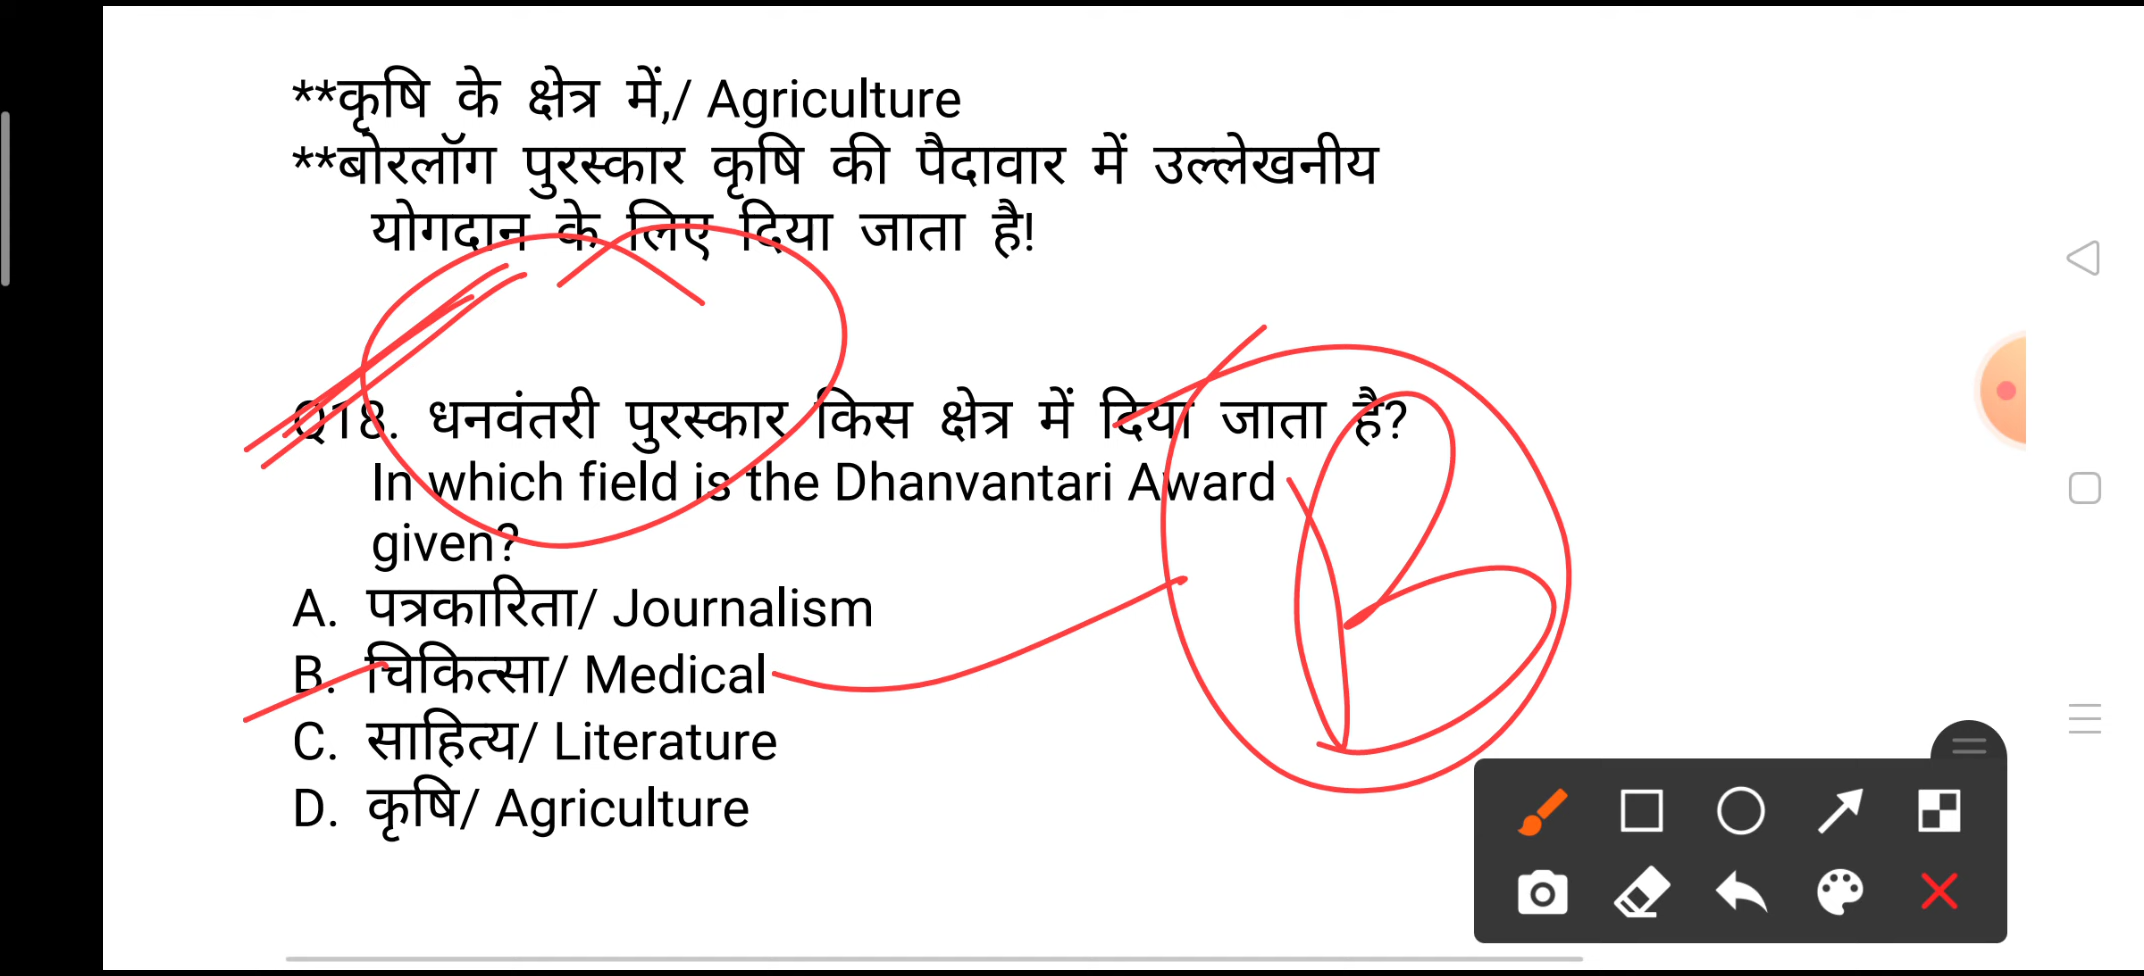 **कृषि के क्षेत्र में,/ Agriculture
**बोरलॉग पुरस्कार कृषि की पैदावार में उल्लेखनीय
योगदान के लिए दिया जाता है!
Q18. धनवंतरी पुरस्कार किस क्षेत्र में दिया जाता है?
In which field is the Dhanvantari Award
given?
A. पत्रकारिता/ Journalism
B. चिकित्सा/ Medical
C. साहित्य/ Literature
D. कृषि/ Agriculture
B